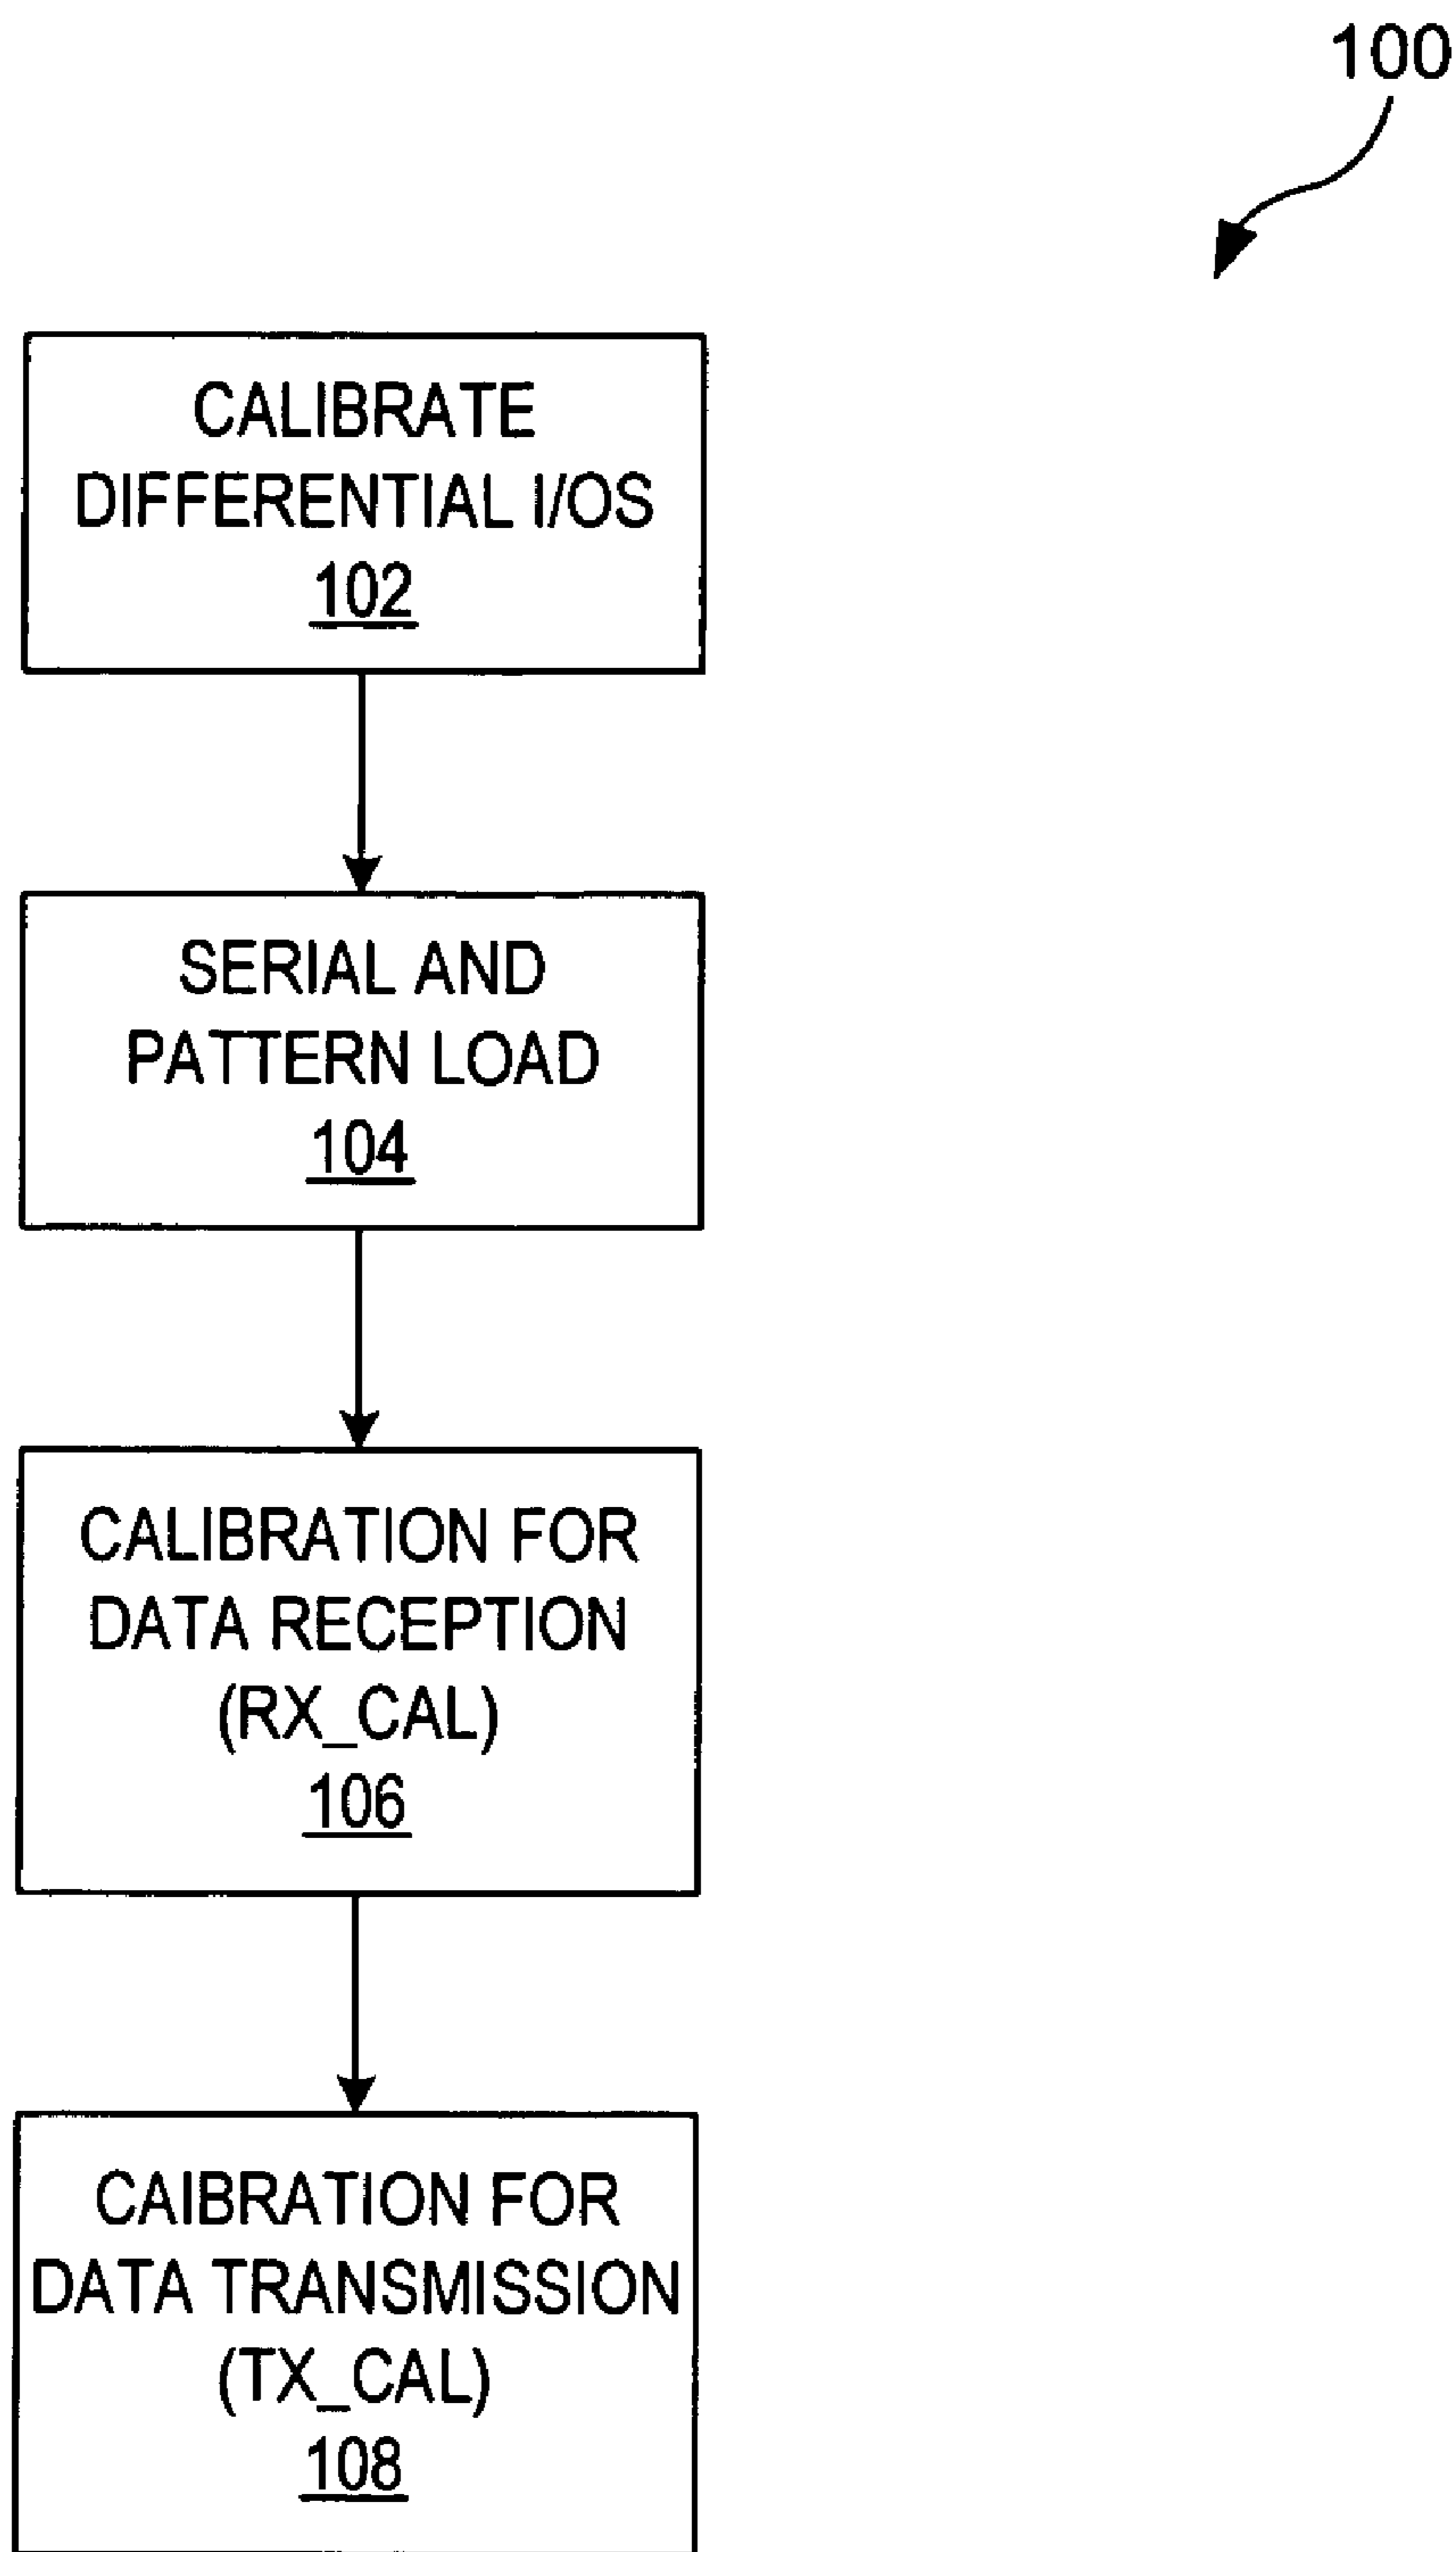 100
CALIBRATE
DIFFERENTIAL I/OS
102
SERIAL AND
PATTERN LOAD
104
CALIBRATION FOR
DATA RECEPTION
(RX_CAL)
106
CAIBRATION FOR
DATA TRANSMISSION
(TX_CAL)
108